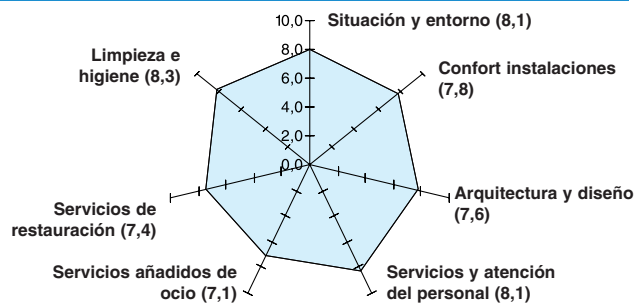 10,0
Situación y entorno (8,1)
8,0
6,0
4,0
2,0
0,0
Confort instalaciones
(7,8)
Arquitectura y diseño
(7,6)
Servicios y atención
del personal (8,1)
Servicios añadidos de
ocio (7,1)
Servicios de
restauración (7,4)
Limpieza e
higiene (8,3)